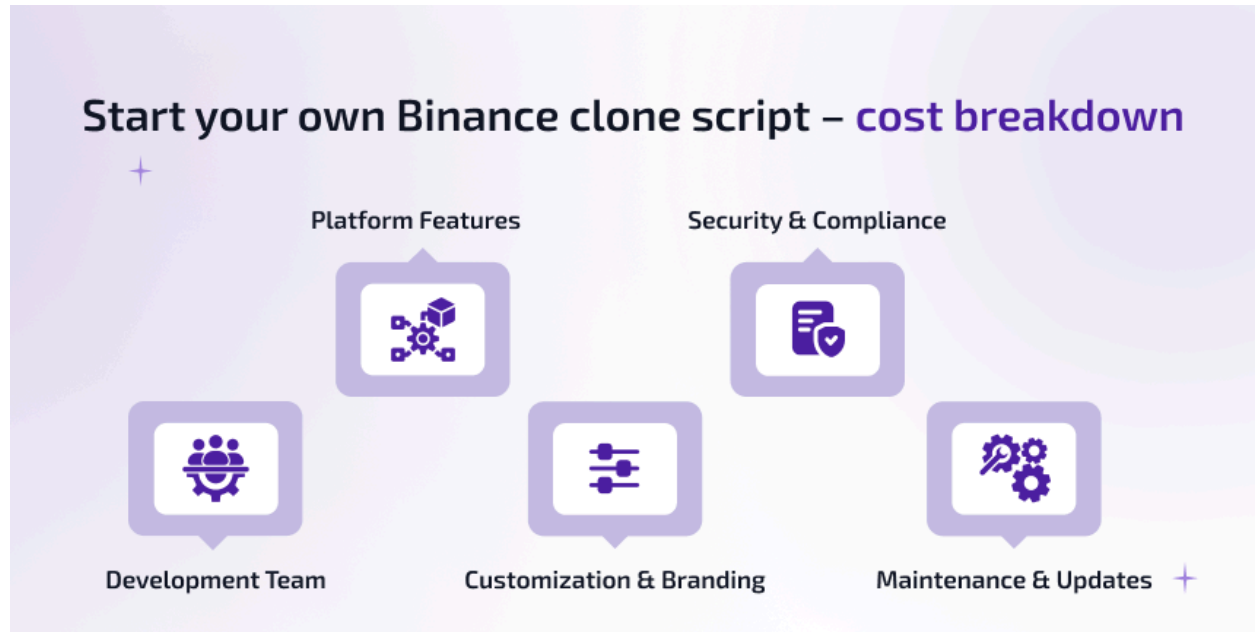 Start your own Binance clone script – cost breakdown
Platform Features
Security & Compliance
Development Team
Customization & Branding
Maintenance & Updates